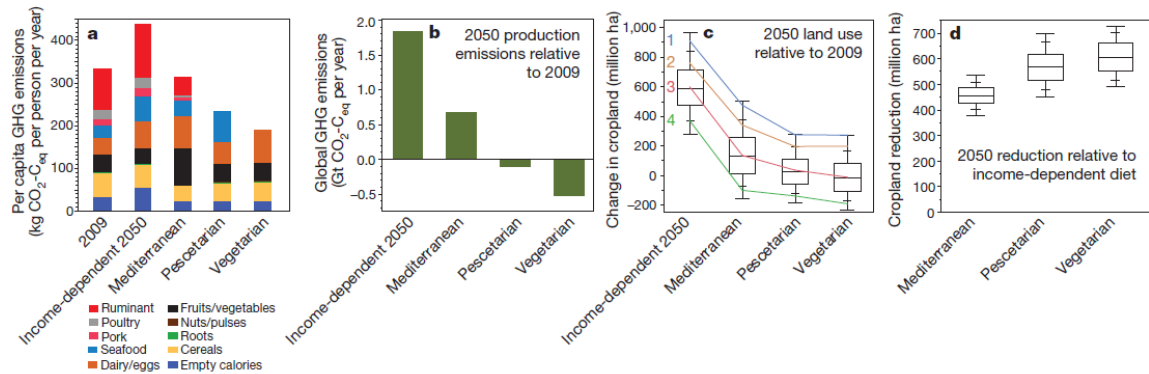 a
Per capita GHG emissions
(kg CO2-Ceq per person per year)
400
300
200
100
0
2009
Income-dependent 2050
Mediterranean
Pescetarian
Vegetarian
Ruminant
Poultry
Pork
Seafood
Dairy/eggs
Fruits/vegetables
Nuts/pulses
Roots
Cereals
Empty calories
b
2050 production
emissions relative
to 2009
Global GHG emissions
(Gt CO2-Ceq per year)
2.0
1.5
1.0
0.5
0.0
−0.5
Income-dependent 2050
Mediterranean
Pescetarian
Vegetarian
c
2050 land use
relative to 2009
Change in cropland (million ha)
1,000
800
600
400
200
0
−200
1
2
3
4
Income-dependent 2050
Mediterranean
Pescetarian
Vegetarian
d
Cropland reduction (million ha)
700
600
500
400
300
200
100
0
2050 reduction relative to
income-dependent diet
Mediterranean
Pescetarian
Vegetarian